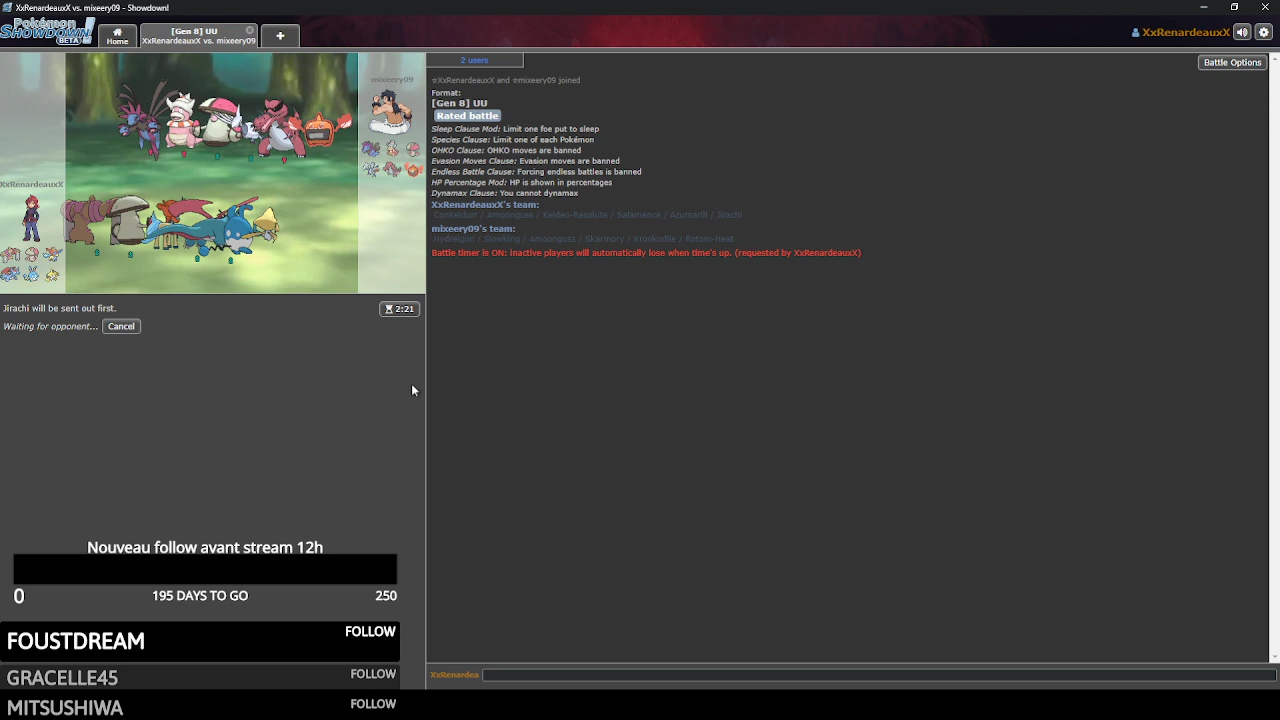 XxRenardeauxX vs. mixeery09 - Showdown!
Pokémon
Showdown!
BETA
Home
[Gen 8] UU
XxRenardeauxX vs. mixeery09
XxRenardeauxX
mixeery09
XxRenardeauxX
2 users
Battle Options
☆XxRenardeauxX and ☆mixeery09 joined
Format:
[Gen 8] UU
Rated battle
Sleep Clause Mod: Limit one foe put to sleep
Species Clause: Limit one of each Pokémon
OHKO Clause: OHKO moves are banned
Evasion Moves Clause: Evasion moves are banned
Endless Battle Clause: Forcing endless battles is banned
HP Percentage Mod: HP is shown in percentages
Dynamax Clause: You cannot dynamax
XxRenardeauxX's team:
Conkeldurr / Amoonguss / Keldeo-Resolute / Salamence / Azumarill / Jirachi
mixeery09's team:
Hydreigon / Slowking / Amoonguss / Skarmory / Krookodile / Rotom-Heat
Battle timer is ON: inactive players will automatically lose when time's up. (requested by XxRenardeauxX)
Jirachi will be sent out first.
2:21
Waiting for opponent... Cancel
Nouveau follow avant stream 12h
0 195 DAYS TO GO 250
FOUSTDREAM FOLLOW
GRACELLE45 FOLLOW
MITSUSHIWA FOLLOW
XxRenardea